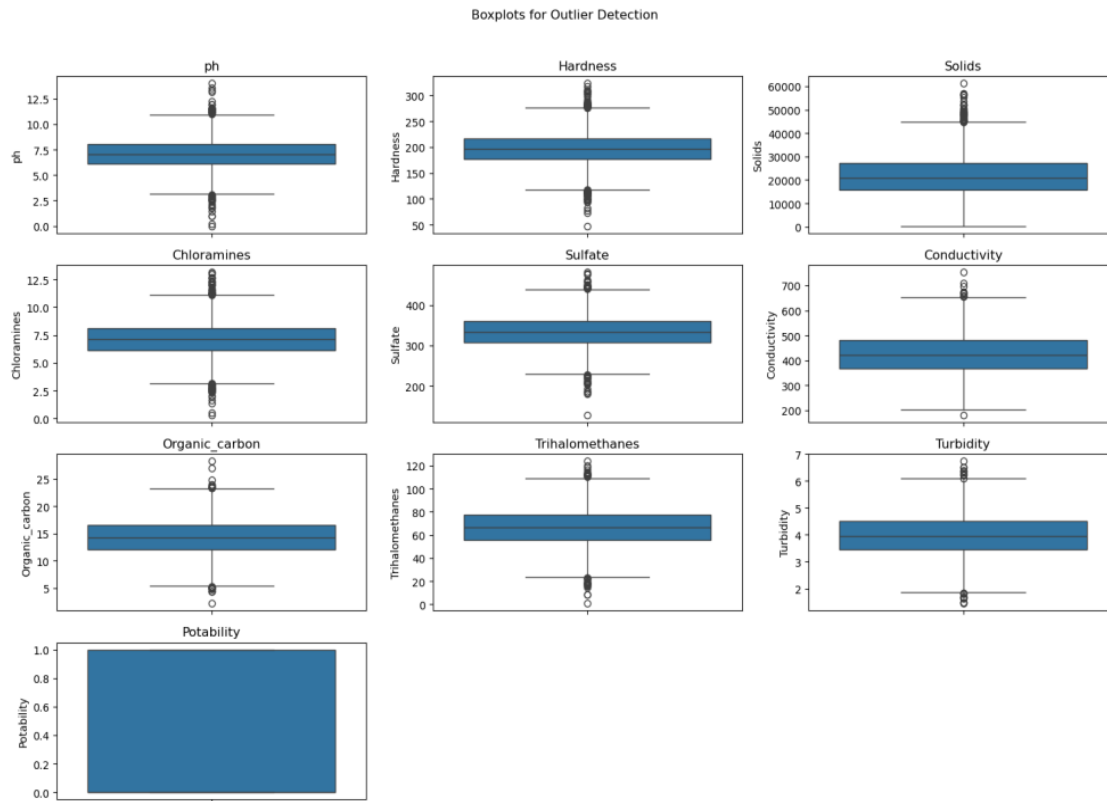 Boxplots for Outlier Detection
ph
12.5
10.0
7.5
5.0
2.5
0.0
ph
Hardness
300
250
200
150
100
50
Hardness
Solids
60000
50000
40000
30000
20000
10000
0
Solids
Chloramines
12.5
10.0
7.5
5.0
2.5
0.0
Chloramines
Sulfate
400
300
200
Sulfate
Conductivity
700
600
500
400
300
200
Conductivity
Organic_carbon
25
20
15
10
5
Organic_carbon
Trihalomethanes
120
100
80
60
40
20
0
Trihalomethanes
Turbidity
7
6
5
4
3
2
Turbidity
Potability
1.0
0.8
0.6
0.4
0.2
0.0
Potability